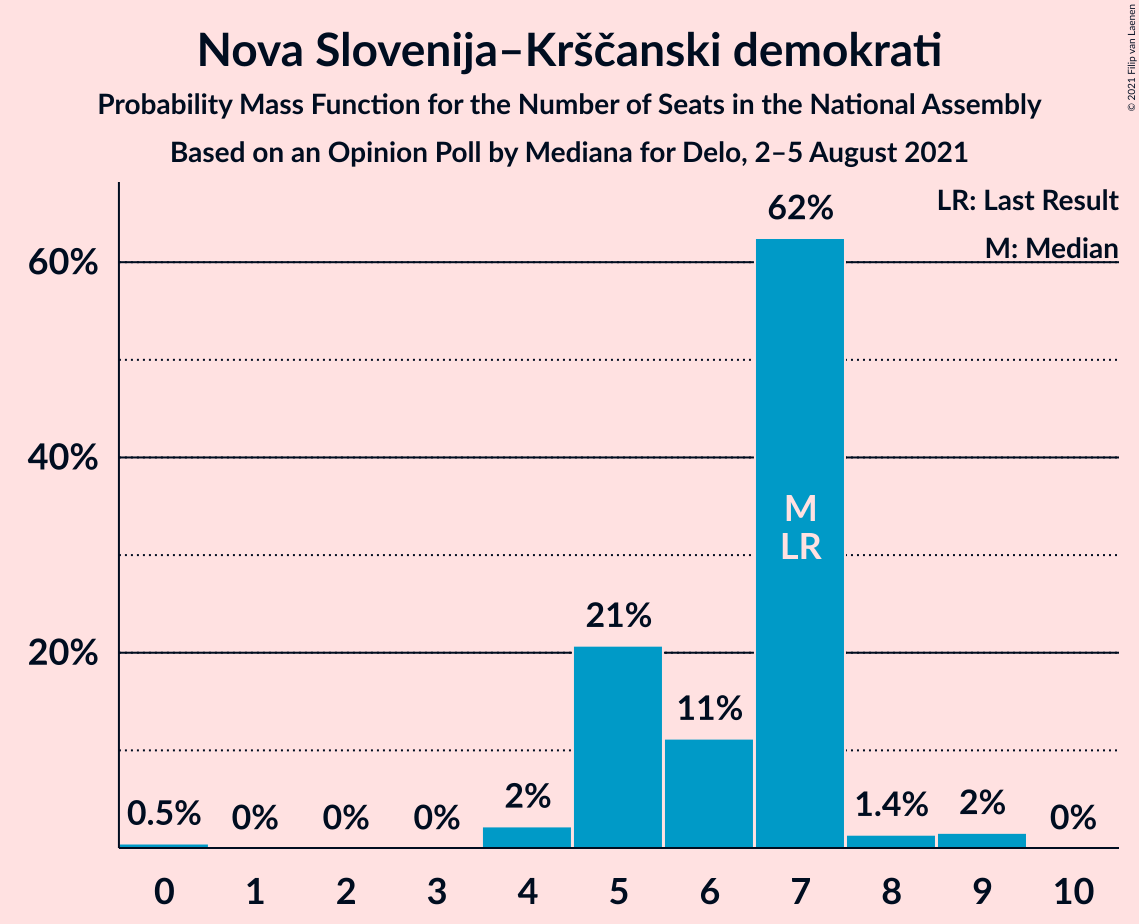 Nova Slovenija–Krščanski demokrati
Probability Mass Function for the Number of Seats in the National Assembly
Based on an Opinion Poll by Mediana for Delo, 2–5 August 2021
© 2021 Filip van Laenen
LR: Last Result
M: Median
60%
40%
20%
0.5%
0%
0%
0%
2%
21%
11%
62%
1.4%
2%
0%
M
LR
0 1 2 3 4 5 6 7 8 9 10